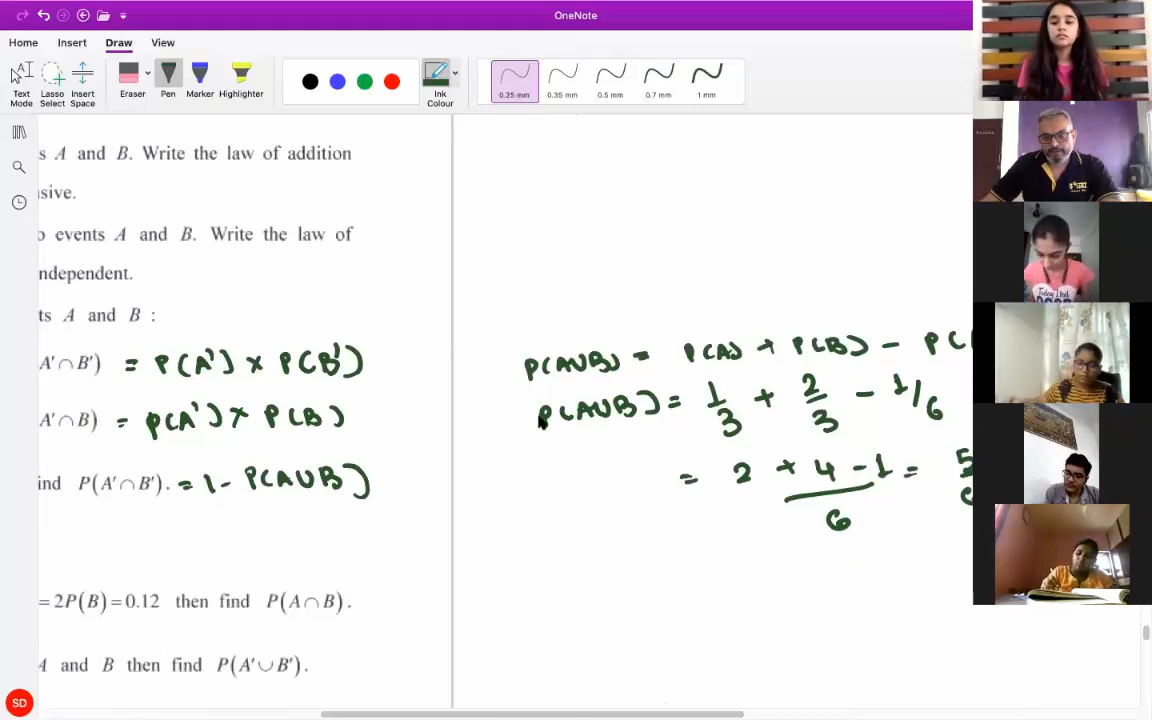 OneNote
Home Insert Draw View
Text Mode
Lasso Select
Insert Space
Eraser
Pen
Marker
Highlighter
Ink Colour
0.25 mm
0.35 mm
0.5 mm
0.7 mm
1 mm
s A and B. Write the law of addition
usive.
o events A and B. Write the law of
ndependent.
ts A and B :
A′∩B′) = P(A′) × P(B′)
A′∩B) = P(A′) × P(B)
ind P(A′∩B′). = 1 - P(A∪B)
= 2P(B) = 0.12 then find P(A∩B).
A and B then find P(A′∪B′).
P(A∪B) = P(A) + P(B) - P(
P(A∪B) = 1/3 + 2/3 - 1/6
= 2 + 4 - 1 / 6 = 5
Today I feel
SD